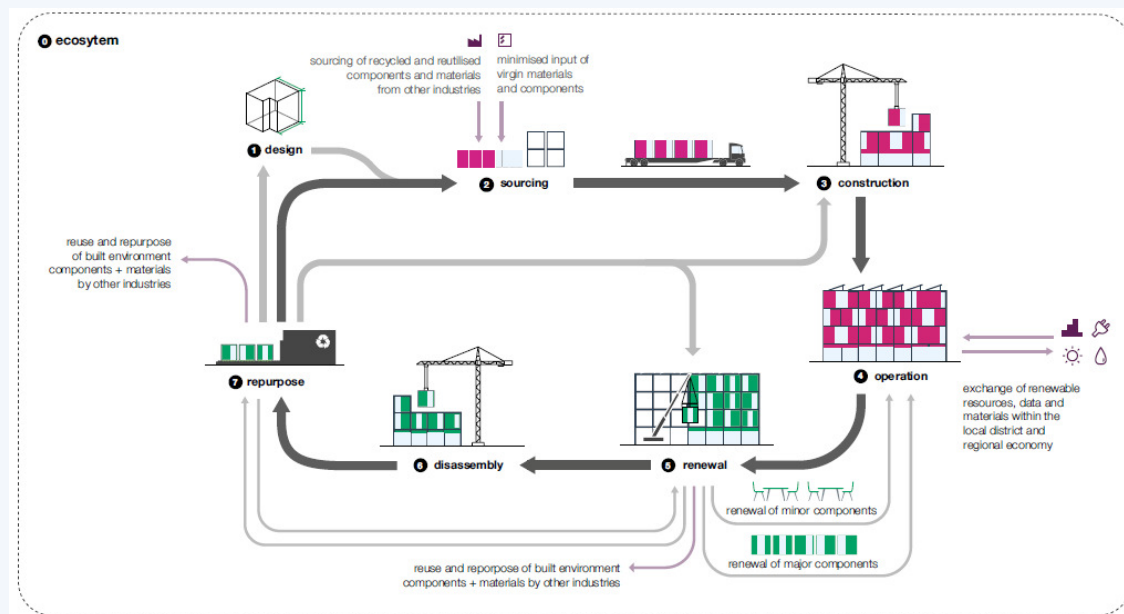 0 ecosytem
sourcing of recycled and reutilised
components and materials
from other industries
minimised input of
virgin materials
and components
1 design
2 sourcing
3 construction
reuse and repurpose
of built environment
components + materials
by other industries
4 operation
exchange of renewable
resources, data and
materials within the
local district and
regional economy
7 repurpose
6 disassembly
5 renewal
renewal of minor components
renewal of major components
reuse and reporpose of built environment
components + materials by other industries